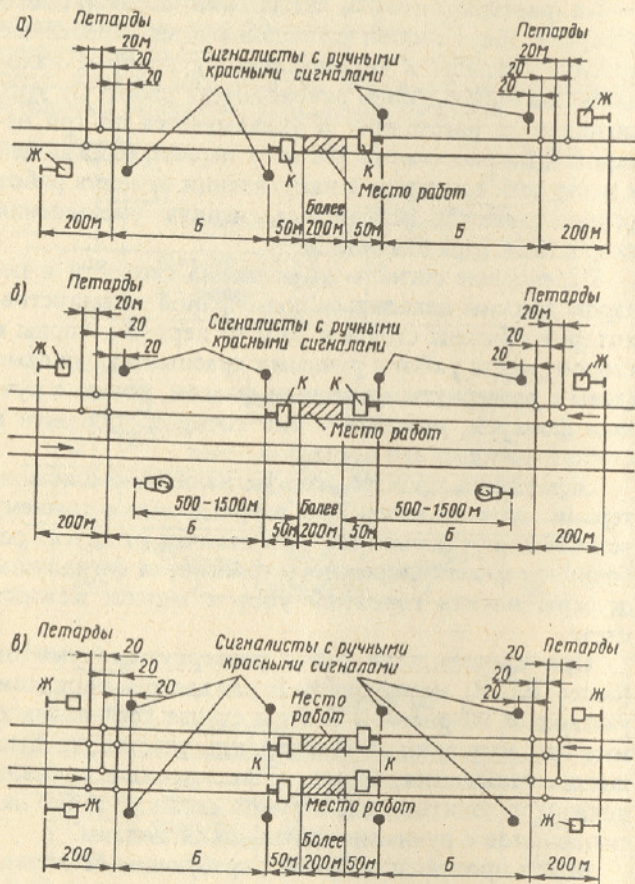 а)
Петарды
20м
20
20
Сигналисты с ручными
красными сигналами
Петарды
20м
20
20
Ж
Ж
К
К
Место работ
Более
200м
Б
50м
200м
50м
Б
200м
б)
Петарды
20м
20
20
Сигналисты с ручными
красными сигналами
Петарды
20м
20
20
Ж
Ж
К
К
Место работ
С
С
500-1500м
Более
500-1500м
200м
Б
50м
200м
50м
Б
200м
в)
Петарды
20
20
20
Сигналисты с ручными
красными сигналами
Петарды
20
20
20
Ж
Ж
Место
работ
К
К
К
К
Место работ
Ж
Ж
Более
200
Б
50м
200м
50м
Б
200м